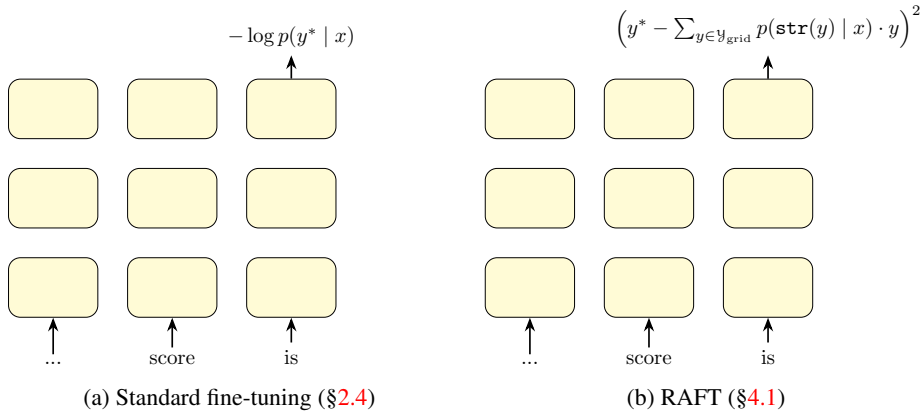 − log p(y* | x)
(y* − ∑_{y∈𝒴_grid} p(str(y) | x) · y)²
... score is
... score is
(a) Standard fine-tuning (§2.4)
(b) RAFT (§4.1)